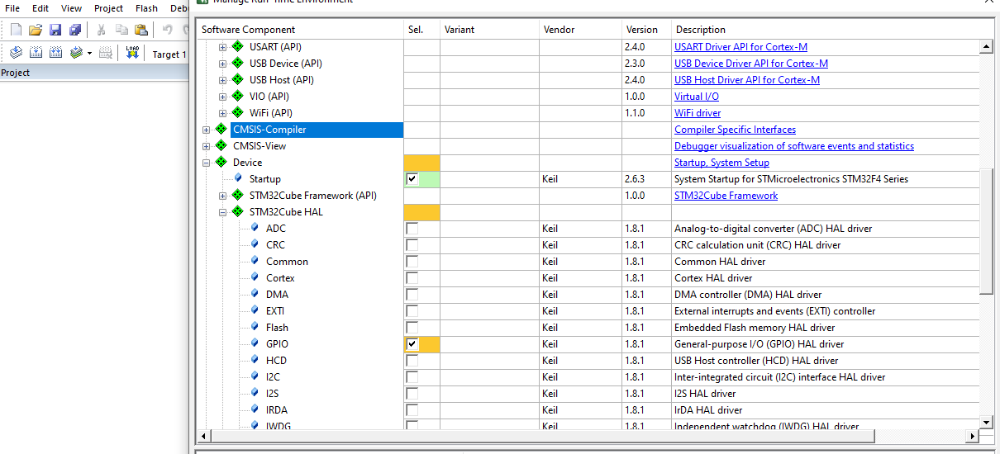 Manage Run-Time Environment
File Edit View Project Flash
Target 1
Project
Software Component Sel. Variant Vendor Version Description
USART (API) 2.4.0 USART Driver API for Cortex-M
USB Device (API) 2.3.0 USB Device Driver API for Cortex-M
USB Host (API) 2.4.0 USB Host Driver API for Cortex-M
VIO (API) 1.0.0 Virtual I/O
WiFi (API) 1.1.0 WiFi driver
CMSIS-Compiler Compiler Specific Interfaces
CMSIS-View Debugger visualization of software events and statistics
Device Startup, System Setup
Startup Keil 2.6.3 System Startup for STMicroelectronics STM32F4 Series
STM32Cube Framework (API) 1.0.0 STM32Cube Framework
STM32Cube HAL
ADC Keil 1.8.1 Analog-to-digital converter (ADC) HAL driver
CRC Keil 1.8.1 CRC calculation unit (CRC) HAL driver
Common Keil 1.8.1 Common HAL driver
Cortex Keil 1.8.1 Cortex HAL driver
DMA Keil 1.8.1 DMA controller (DMA) HAL driver
EXTI Keil 1.8.1 External interrupts and events (EXTI) controller
Flash Keil 1.8.1 Embedded Flash memory HAL driver
GPIO Keil 1.8.1 General-purpose I/O (GPIO) HAL driver
HCD Keil 1.8.1 USB Host controller (HCD) HAL driver
I2C Keil 1.8.1 Inter-integrated circuit (I2C) interface HAL driver
I2S Keil 1.8.1 I2S HAL driver
IRDA Keil 1.8.1 IrDA HAL driver
IWDG Keil 1.8.1 Independent watchdog (IWDG) HAL driver